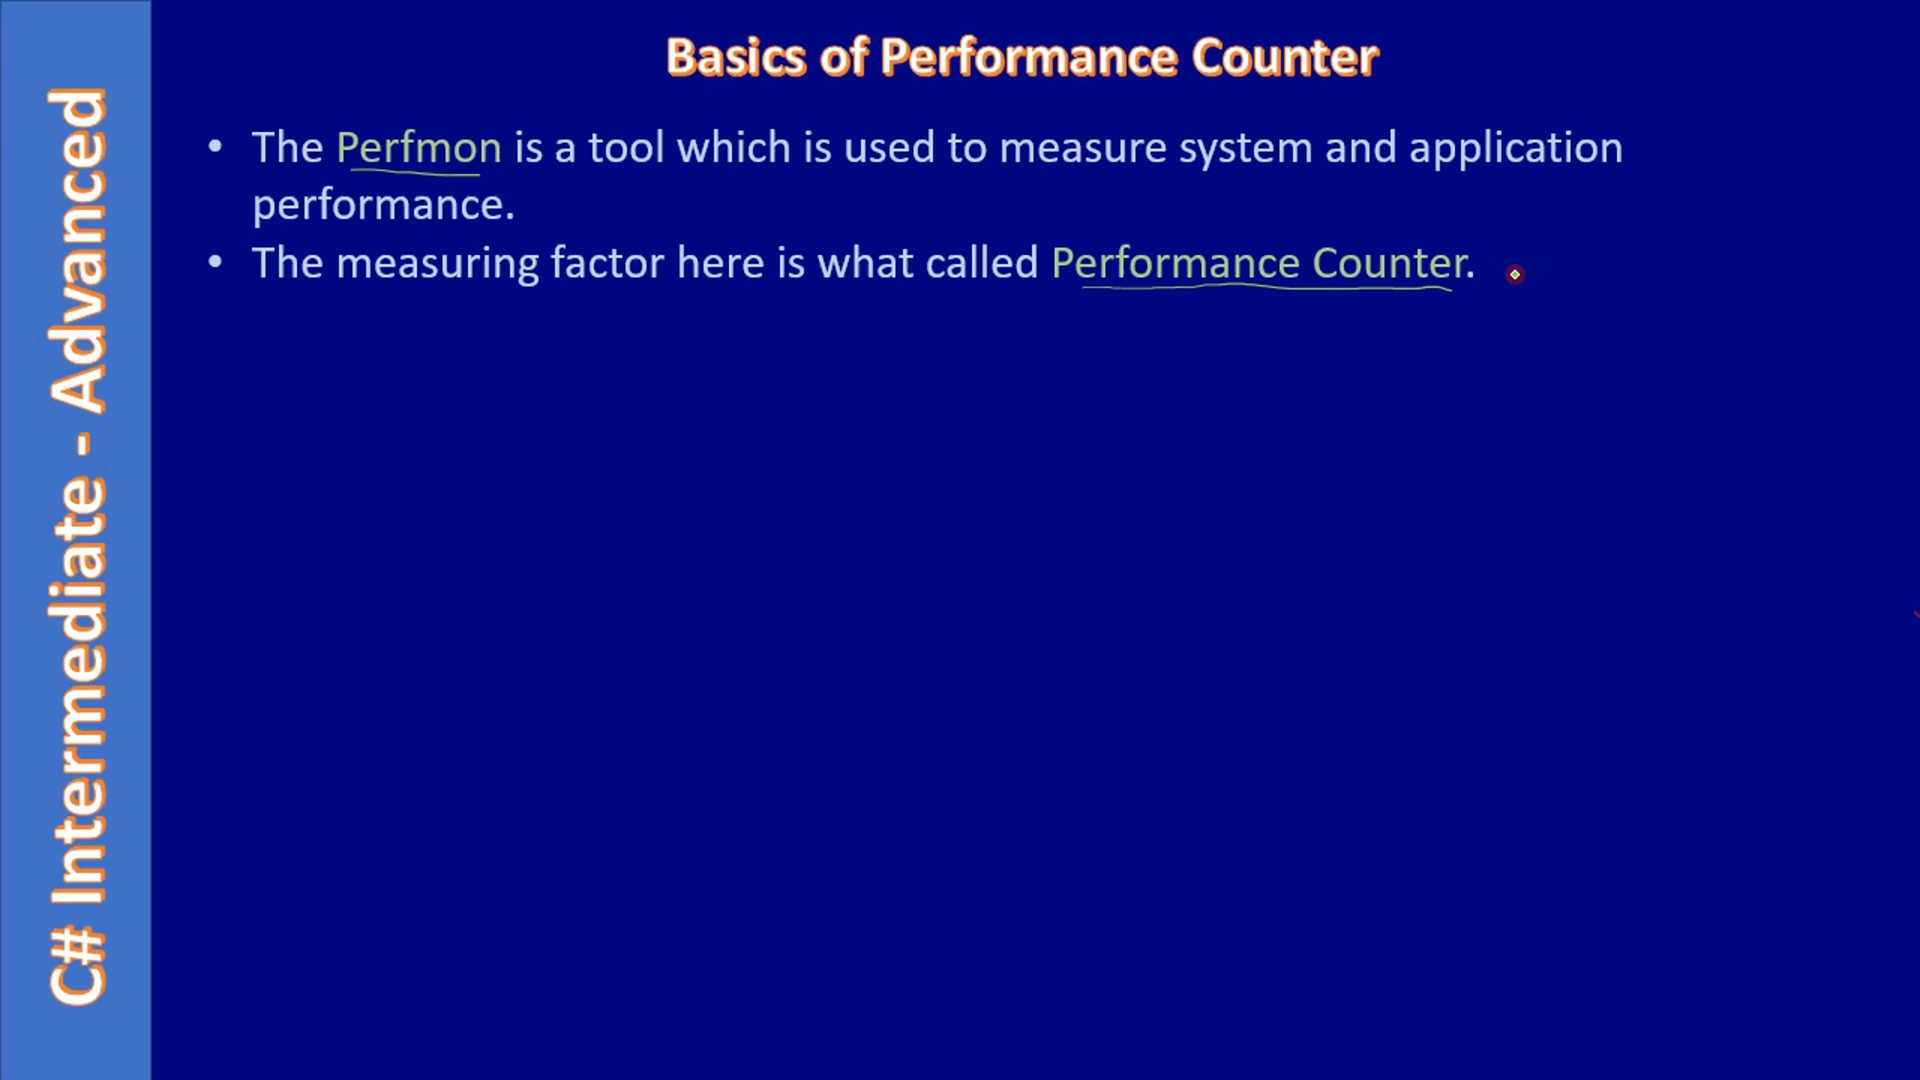 Basics of Performance Counter
• The Perfmon is a tool which is used to measure system and application
performance.
• The measuring factor here is what called Performance Counter.
C# Intermediate - Advanced